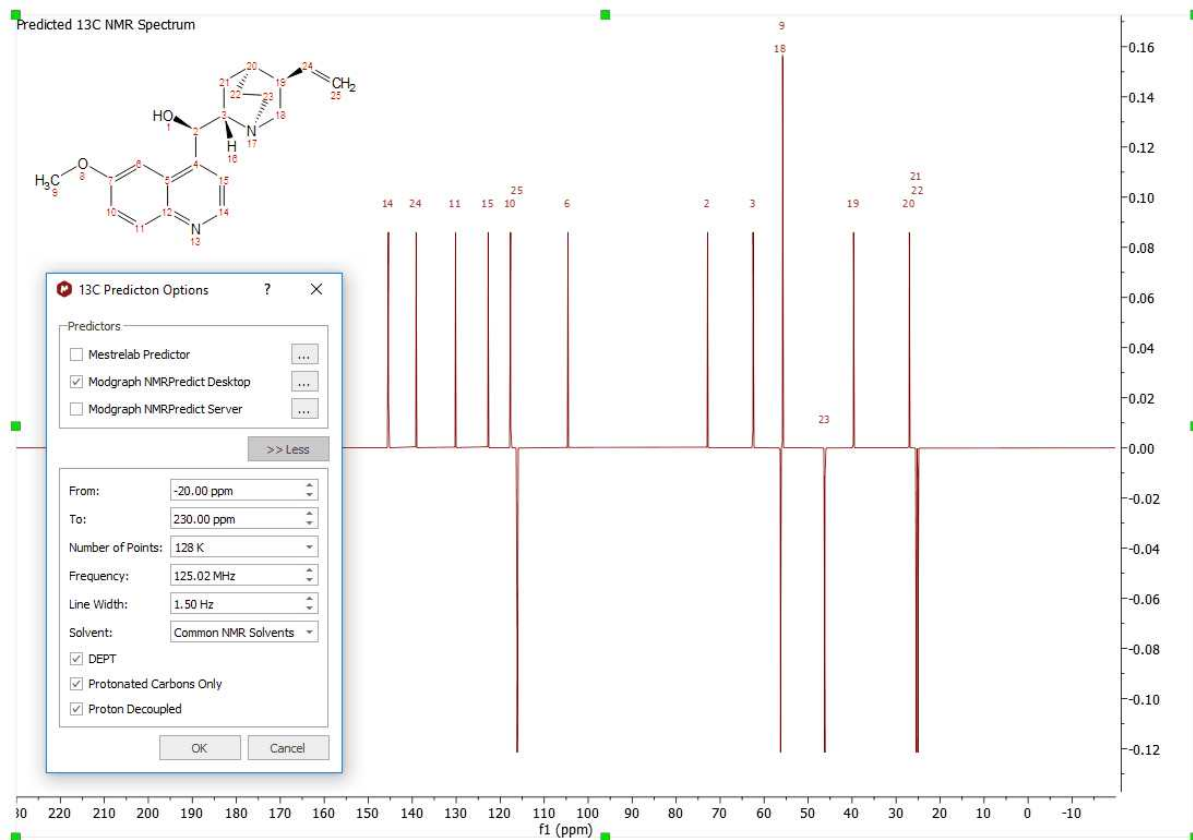 Predicted 13C NMR Spectrum
HO
1
2
3
4
5
6
7
O
8
H3C
9
10
11
12
N
13
14
15
H
16
N
17
18
19
20
21
22
23
24
CH2
25
13C Predicton Options ?
Predictors
Mestrelab Predictor ...
Modgraph NMRPredict Desktop ...
Modgraph NMRPredict Server ...
>> Less
From: -20.00 ppm
To: 230.00 ppm
Number of Points: 128 K
Frequency: 125.02 MHz
Line Width: 1.50 Hz
Solvent: Common NMR Solvents
DEPT
Protonated Carbons Only
Proton Decoupled
OK Cancel
9
18
25
21
22
14 24 11 15 10 6 2 3 19 20
23
0.16
0.14
0.12
0.10
0.08
0.06
0.04
0.02
0.00
-0.02
-0.04
-0.06
-0.08
-0.10
-0.12
30 220 210 200 190 180 170 160 150 140 130 120 110 100 90 80 70 60 50 40 30 20 10 0 -10
f1 (ppm)